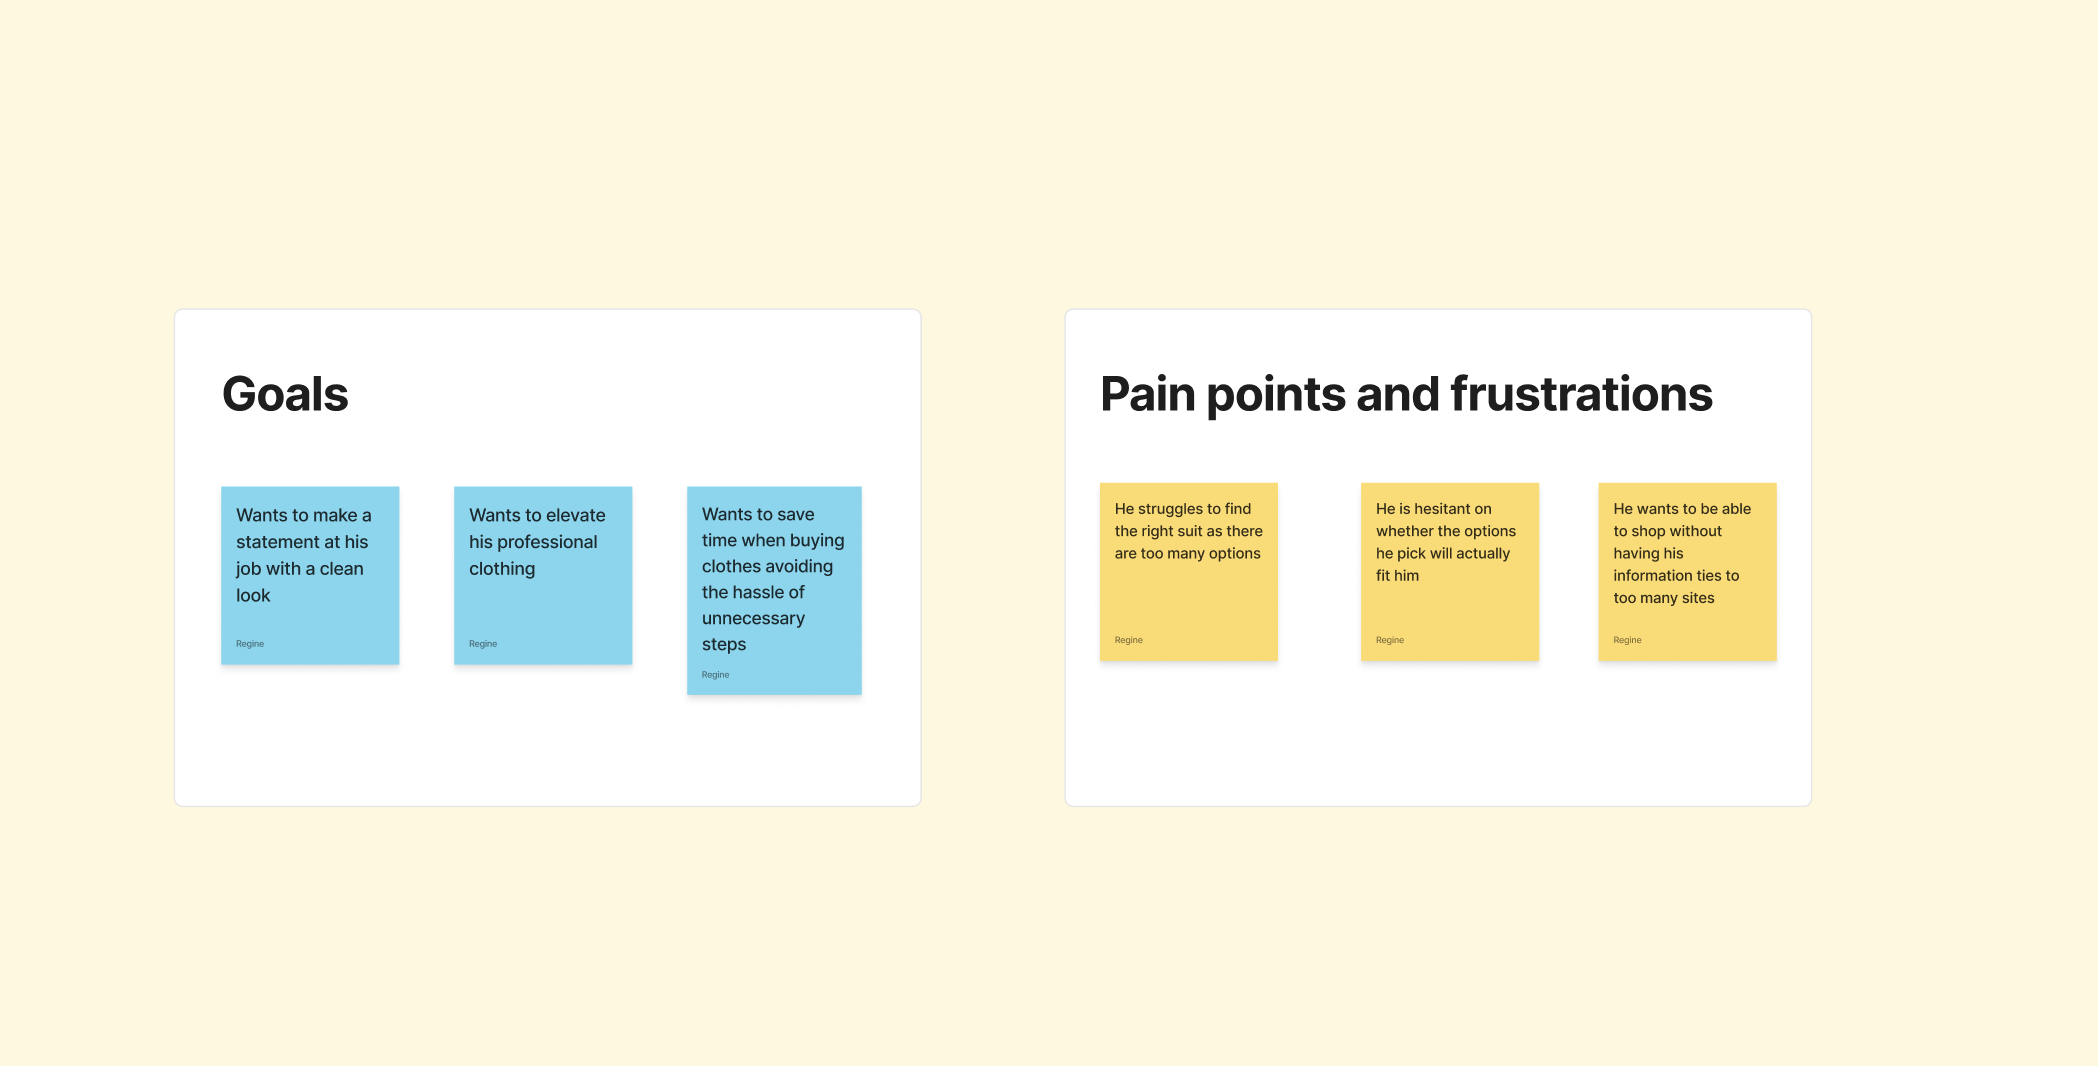 Goals
Wants to make a
statement at his
job with a clean
look
Regine
Wants to elevate
his professional
clothing
Regine
Wants to save
time when buying
clothes avoiding
the hassle of
unnecessary
steps
Regine
Pain points and frustrations
He struggles to find
the right suit as there
are too many options
Regine
He is hesitant on
whether the options
he pick will actually
fit him
Regine
He wants to be able
to shop without
having his
information ties to
too many sites
Regine